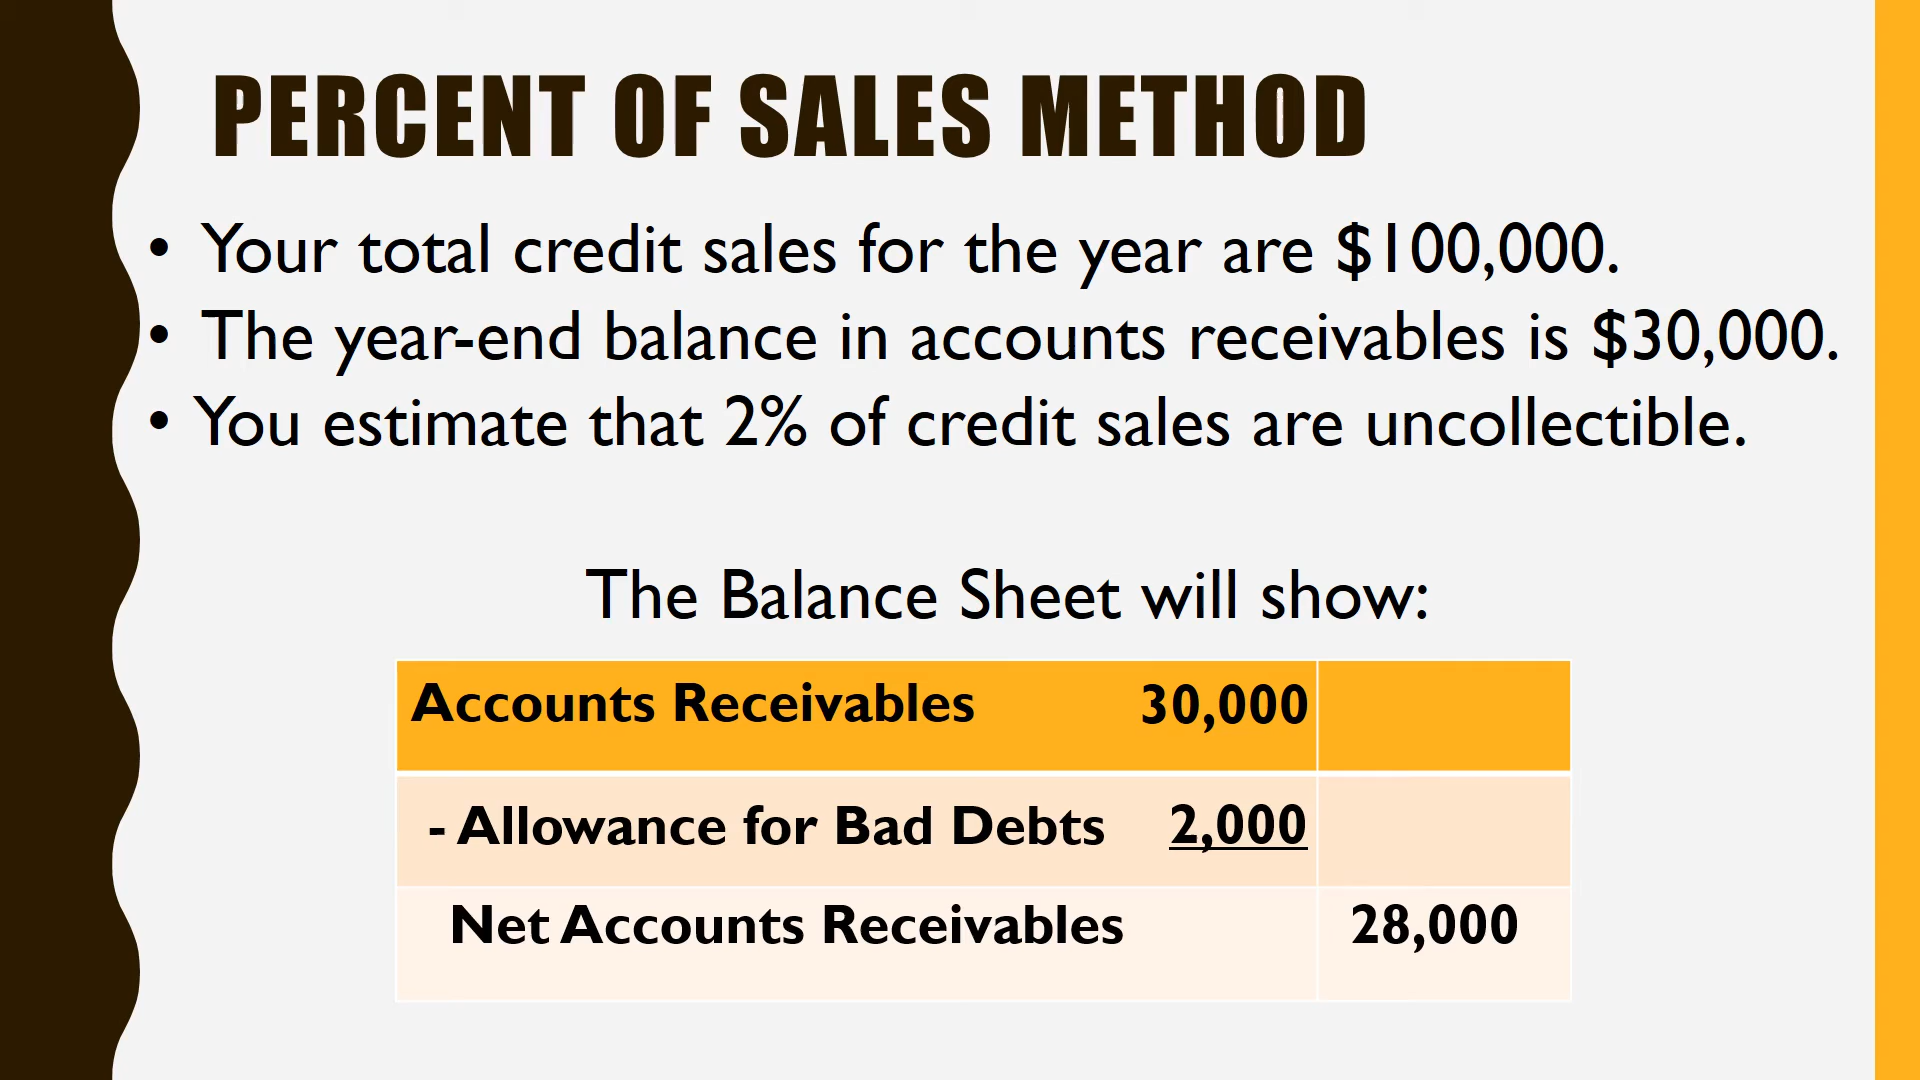 PERCENT OF SALES METHOD
• Your total credit sales for the year are $100,000.
• The year-end balance in accounts receivables is $30,000.
• You estimate that 2% of credit sales are uncollectible.
The Balance Sheet will show:
Accounts Receivables 30,000
- Allowance for Bad Debts 2,000
Net Accounts Receivables 28,000